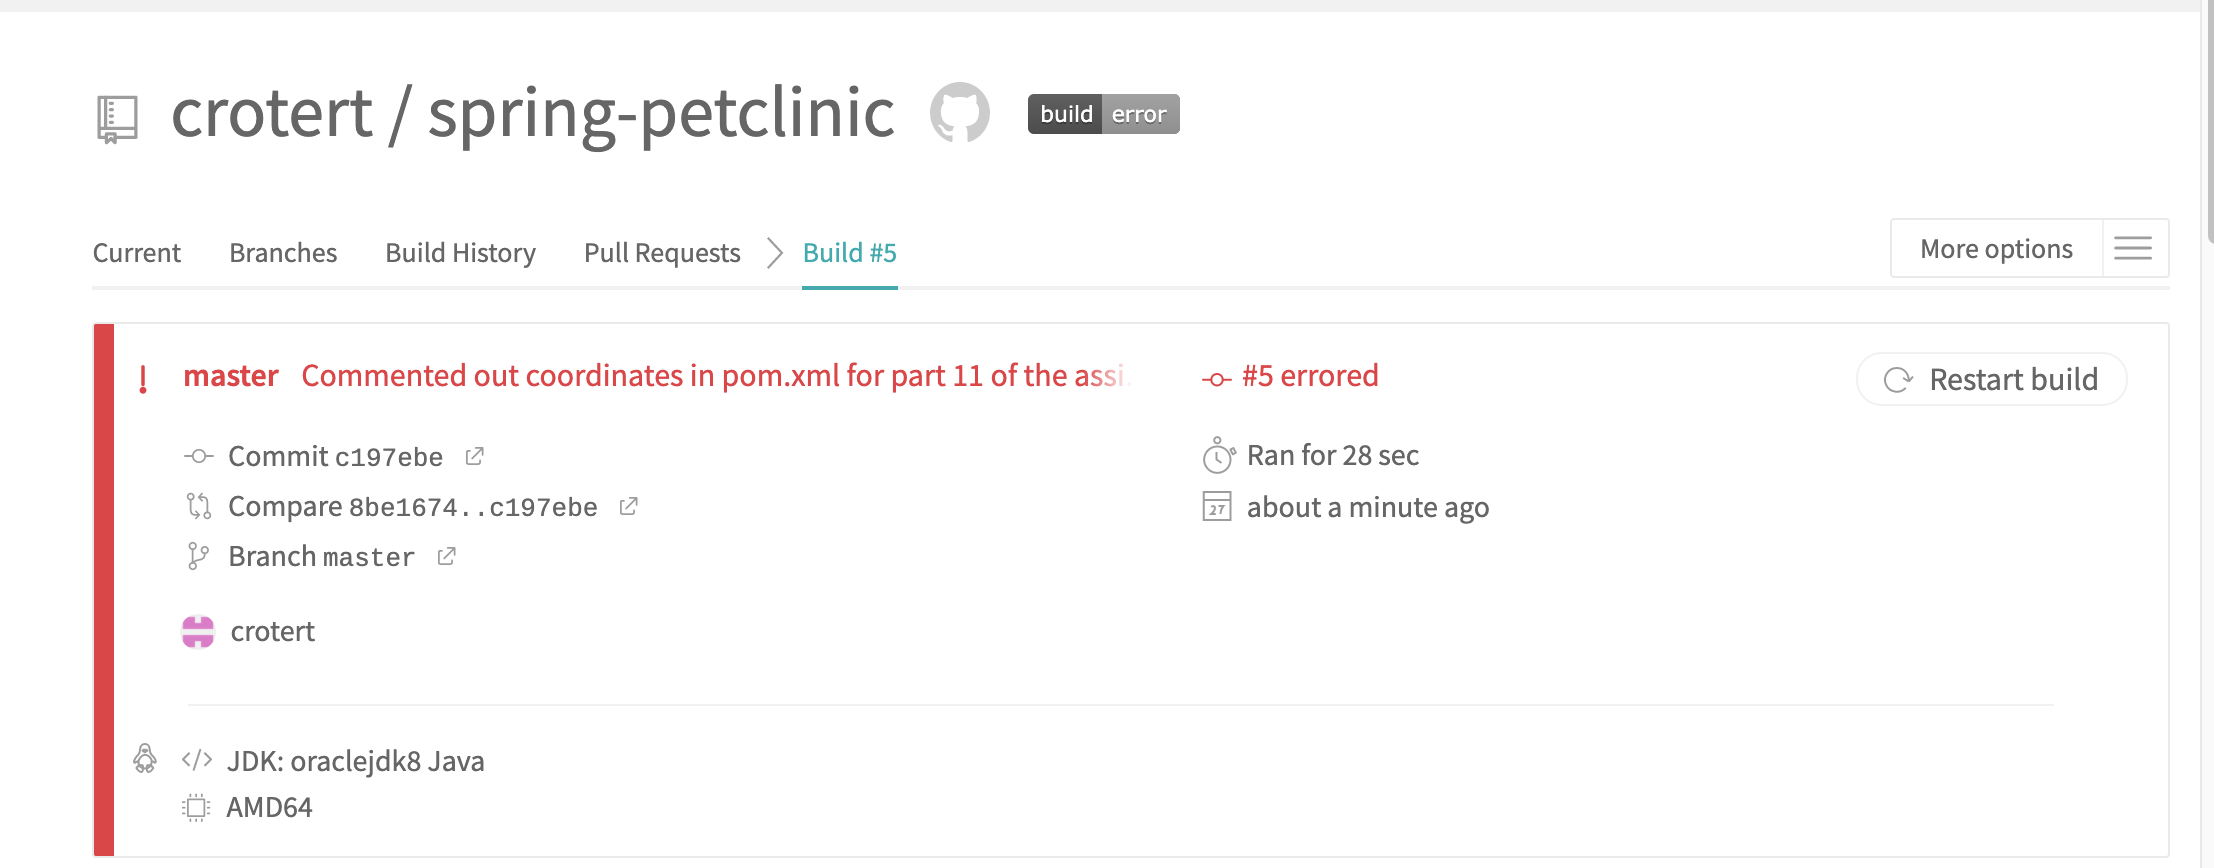 crotert / spring-petclinic
build error
Current Branches Build History Pull Requests Build #5
More options
master Commented out coordinates in pom.xml for part 11 of the assi
#5 errored
Restart build
Commit c197ebe
Ran for 28 sec
Compare 8be1674..c197ebe
27
about a minute ago
Branch master
crotert
</> JDK: oraclejdk8 Java
AMD64